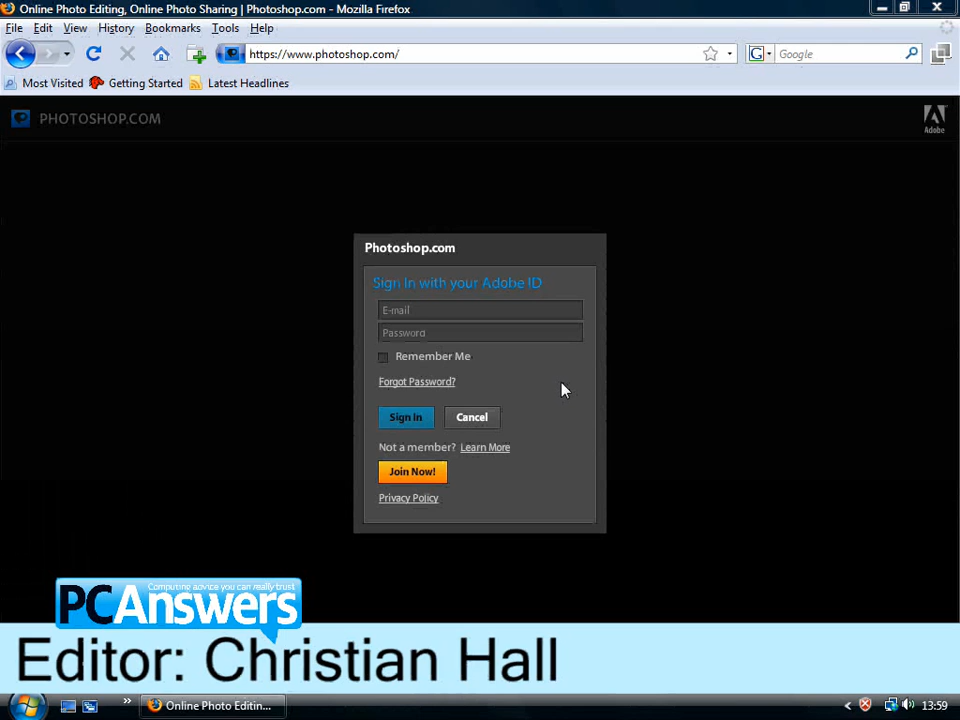 Online Photo Editing, Online Photo Sharing | Photoshop.com - Mozilla Firefox
File Edit View History Bookmarks Tools Help
https://www.photoshop.com/
G Google
Most Visited Getting Started Latest Headlines
PHOTOSHOP.COM
Adobe
Photoshop.com
Sign In with your Adobe ID
E-mail
Password
Remember Me
Forgot Password?
Sign In Cancel
Not a member? Learn More
Join Now!
Privacy Policy
Computing advice you can really trust
PCAnswers
Editor: Christian Hall
Online Photo Editin...
13:59